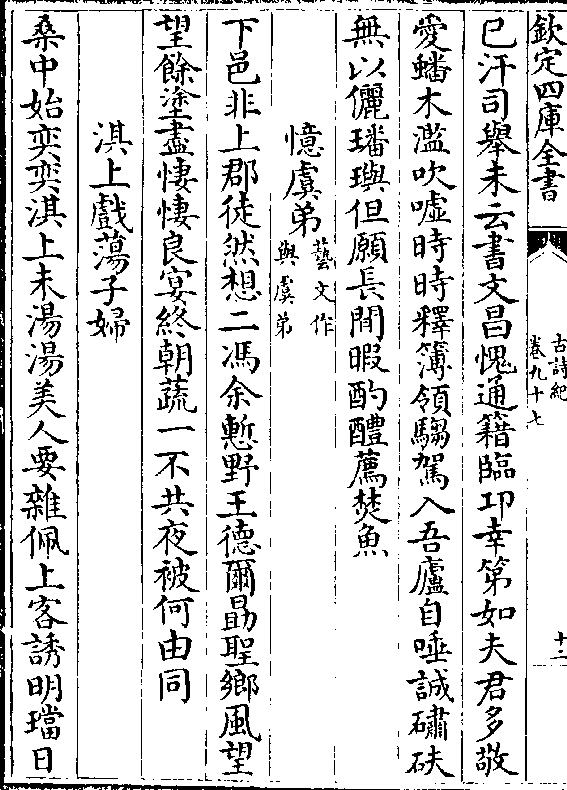 欽定四庫全書
古詩紀
卷九十七
十二
已汗司舉未云書文昌愧通籍臨邛幸第如夫君多敬
愛蟠木濫吹噓時時釋簿領騶駕入吾廬自唾誠礌砆
無以儷璠璵但願長閒暇酌醴薦焚魚
憶虞弟
藝文作
與虞弟
下邑非上郡徒然想二馮余慙野王德爾勗聖鄉風望
望餘塗盡悽悽良宴終朝蔬一不共夜被何由同
淇上戲蕩子婦
桑中始奕奕淇上未湯湯美人要雜佩上客誘明璫日